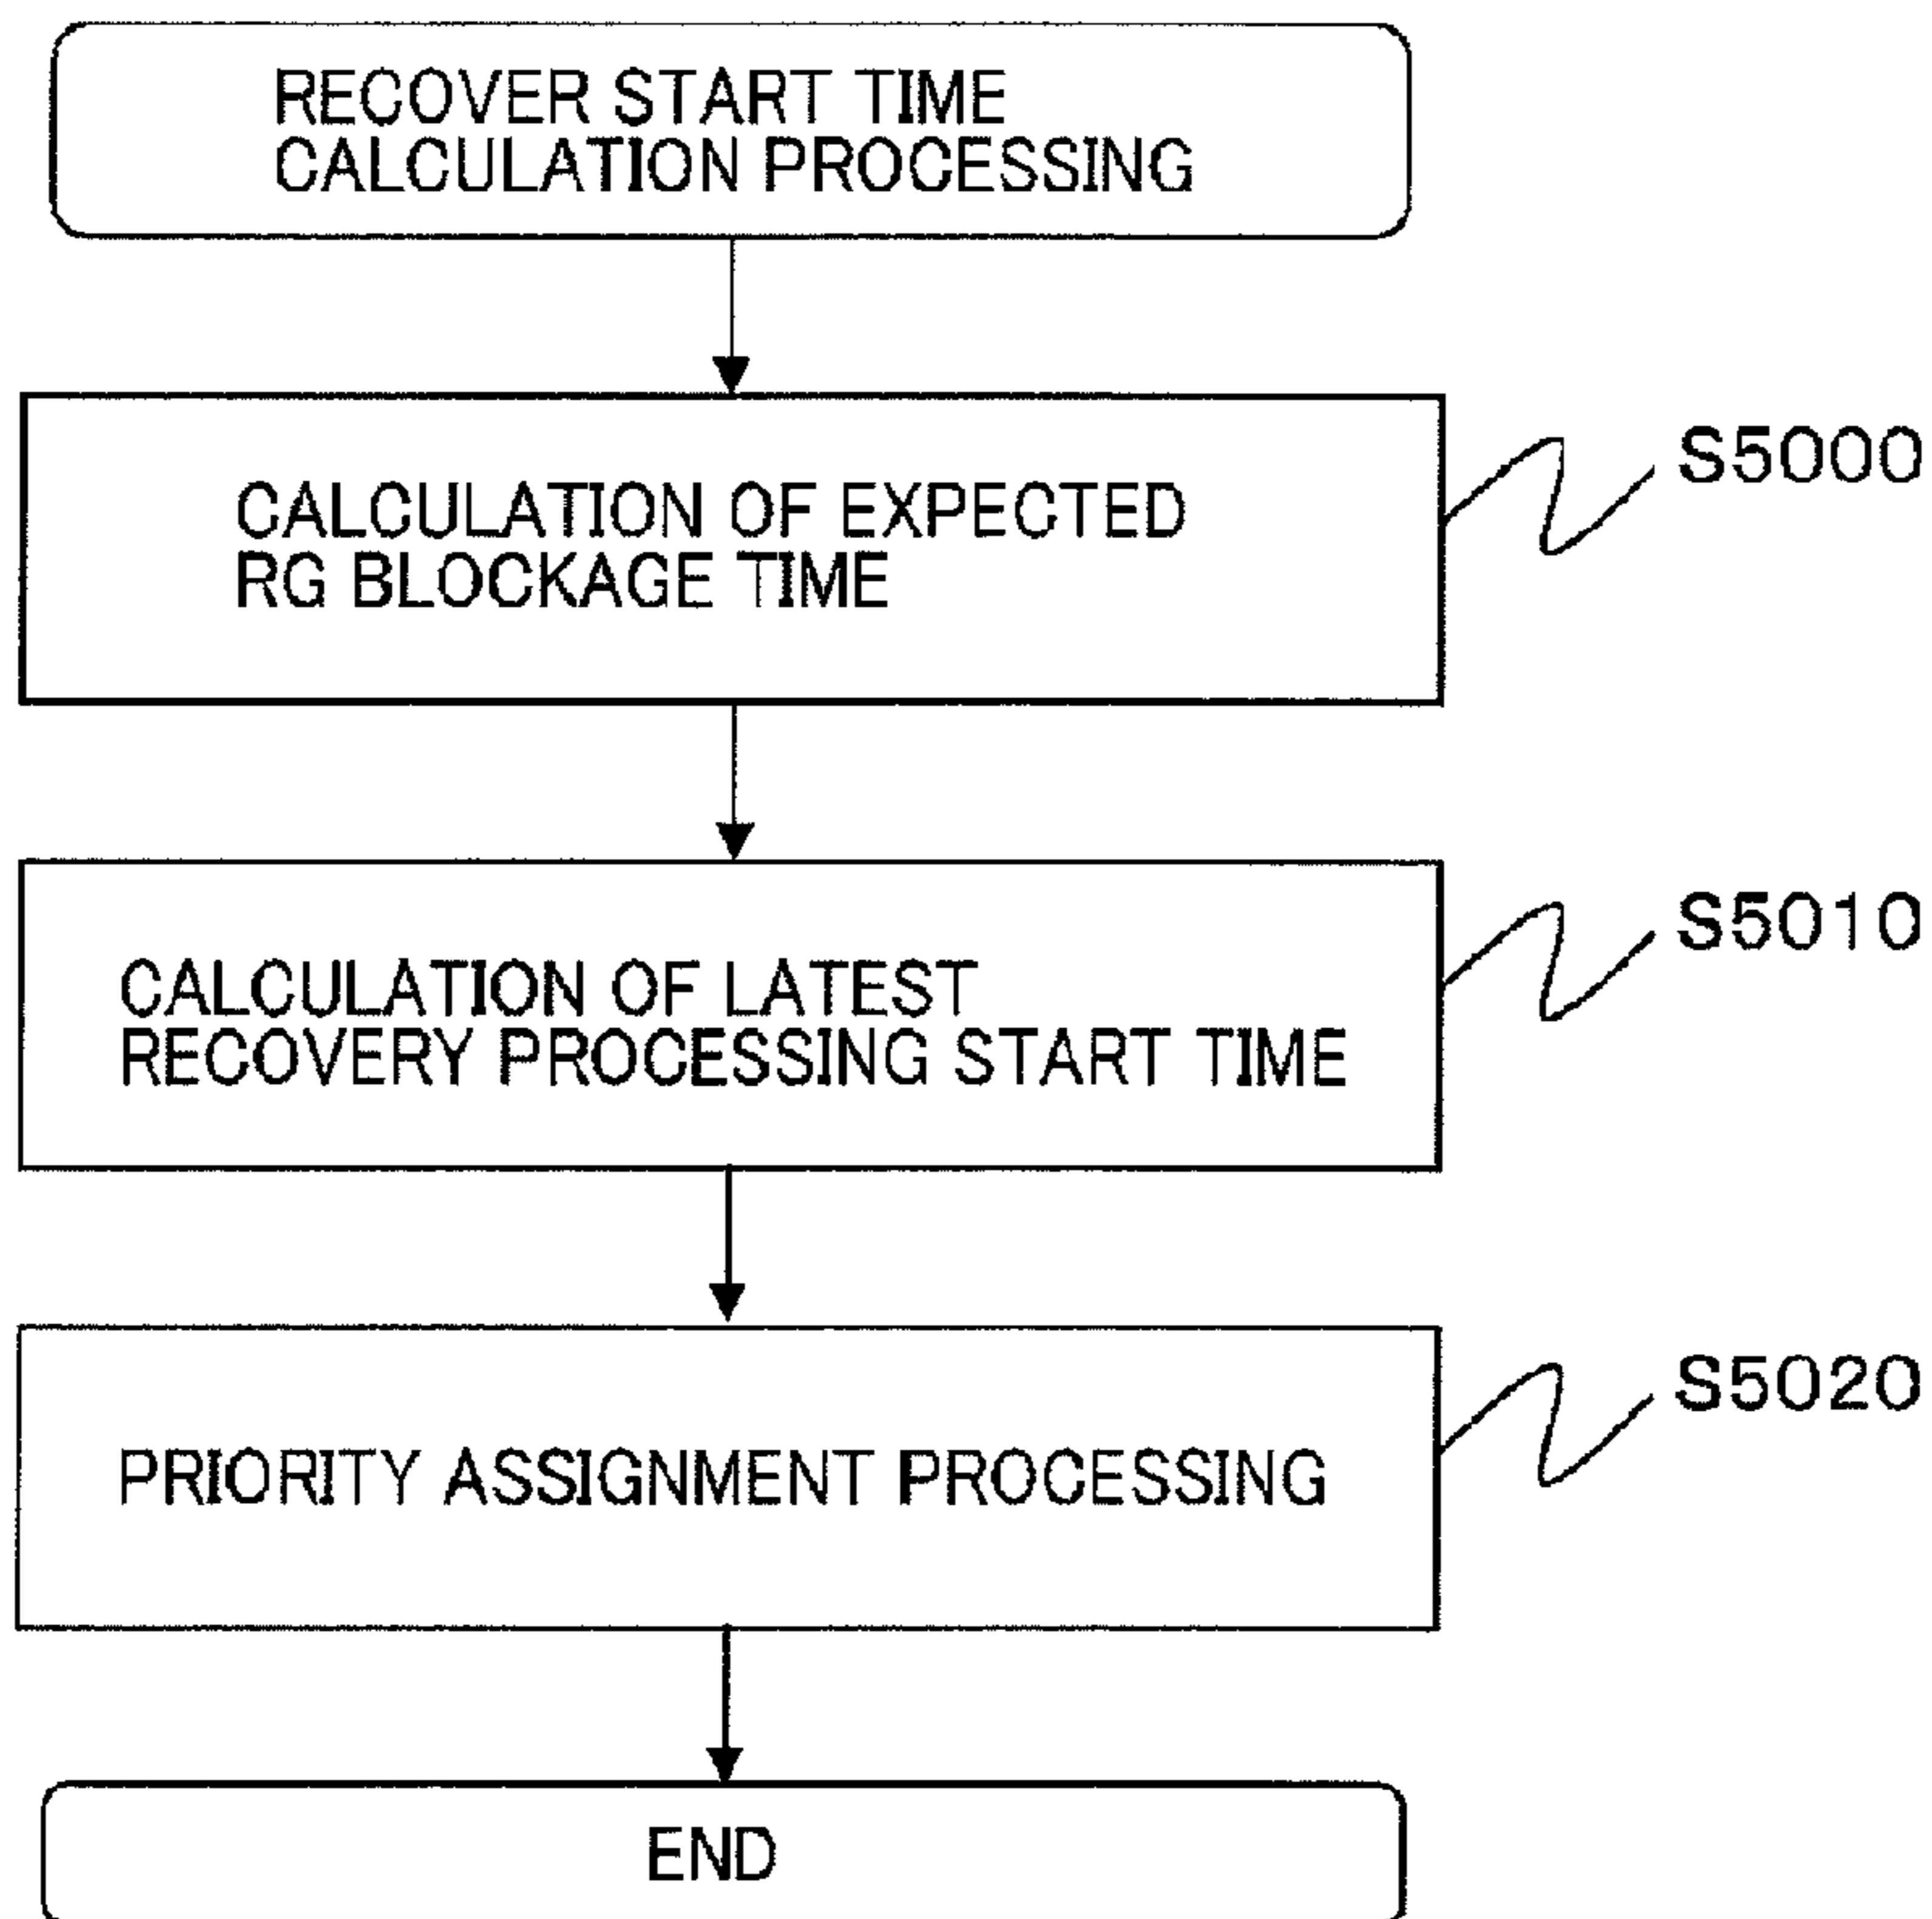 RECOVER START TIME
CALCULATION PROCESSING
CALCULATION OF EXPECTED
RG BLOCKAGE TIME
S5000
CALCULATION OF LATEST
RECOVERY PROCESSING START TIME
S5010
PRIORITY ASSIGNMENT PROCESSING
S5020
END